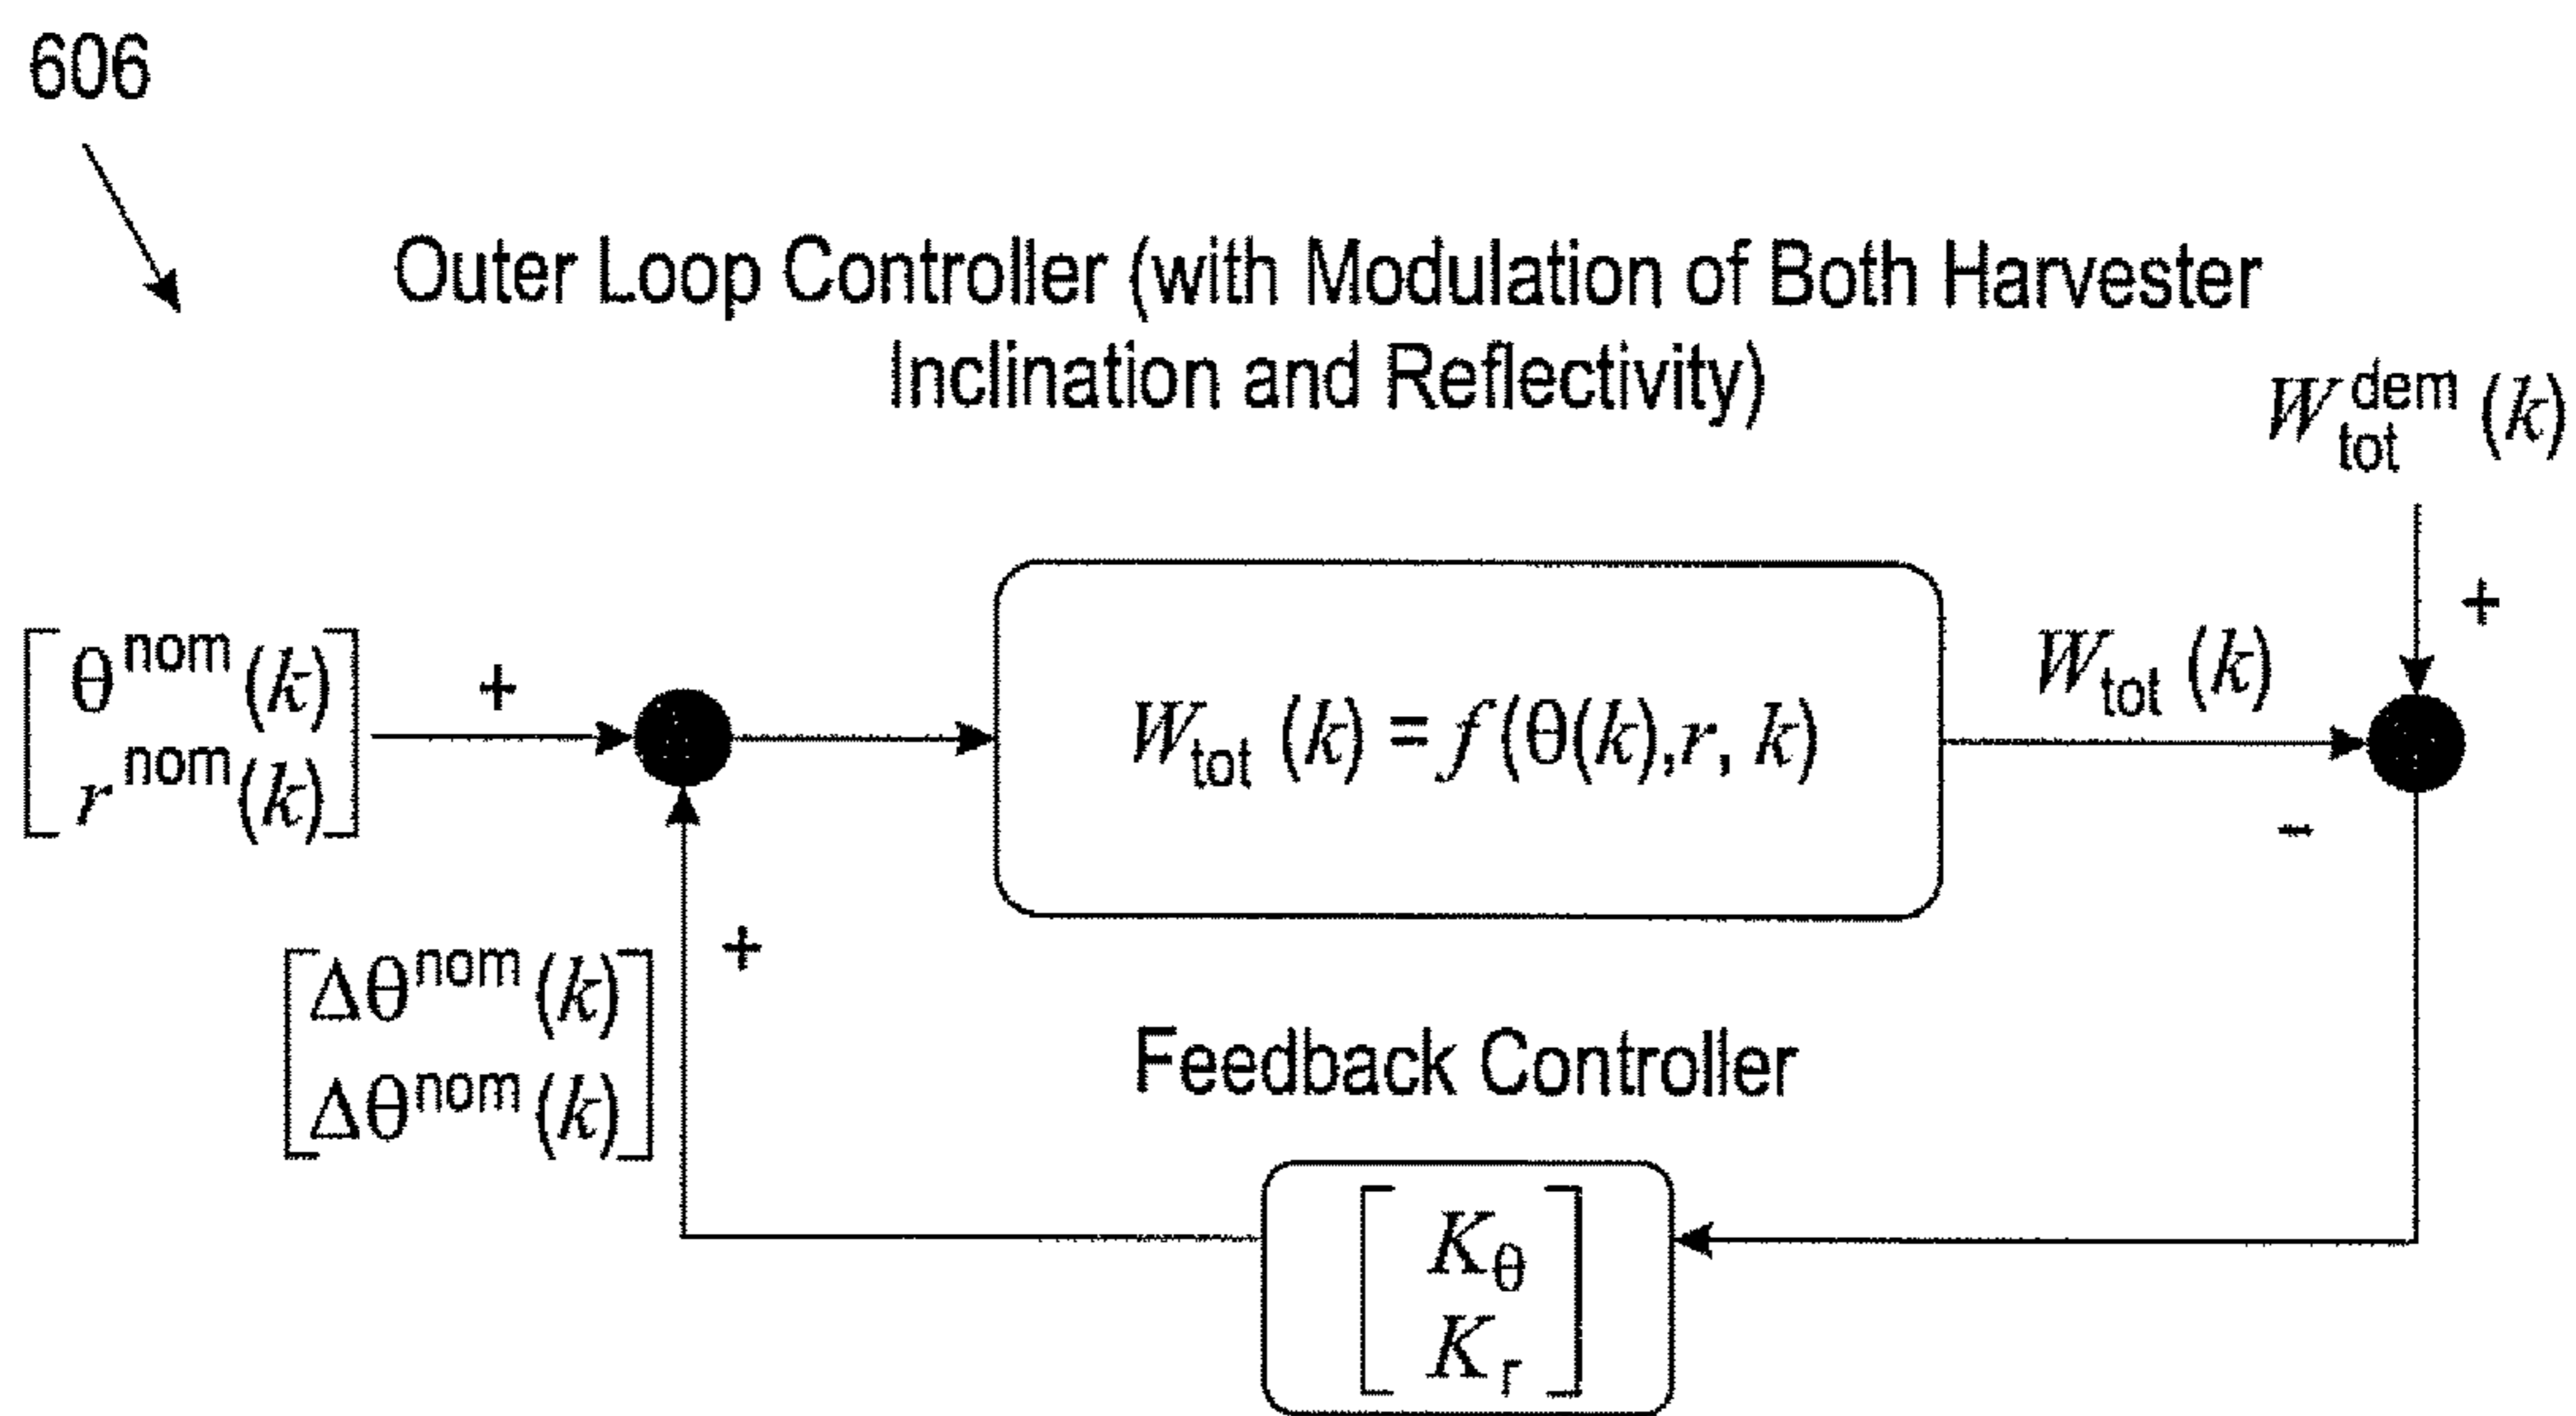 606
Outer Loop Controller (with Modulation of Both Harvester
Inclination and Reflectivity)
W_tot^dem (k)
+
[θ^nom (k)
r^nom (k)]
+
W_tot (k) = f (θ(k),r, k)
W_tot (k)
-
+
[Δθ^nom (k)
Δθ^nom (k)]
Feedback Controller
[K_θ
K_r]